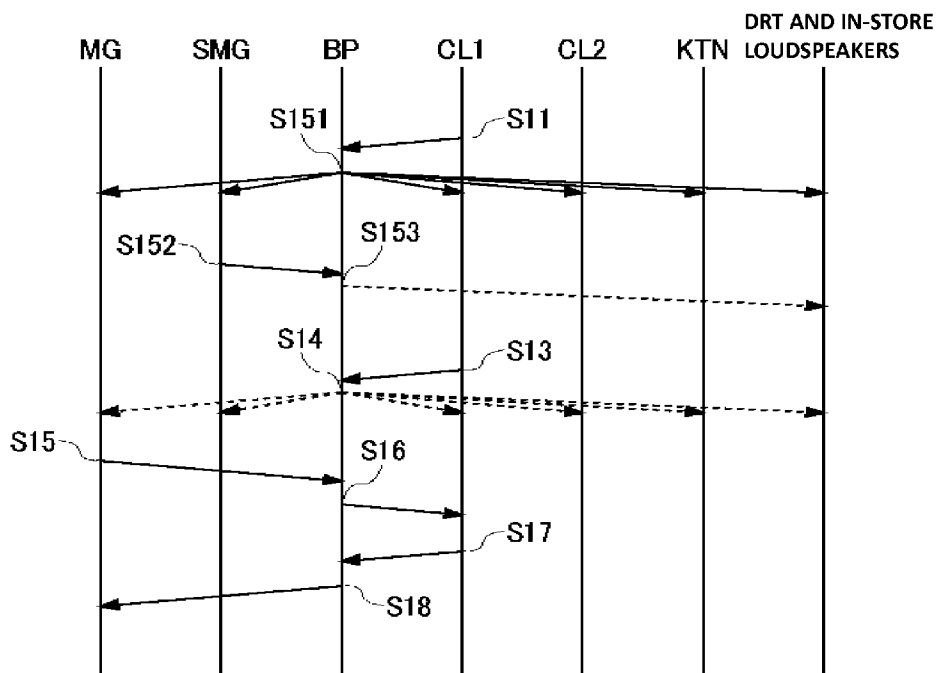 DRT AND IN-STORE
LOUDSPEAKERS
MG SMG BP CL1 CL2 KTN
S151
S11
S152
S153
S14
S13
S15
S16
S17
S18